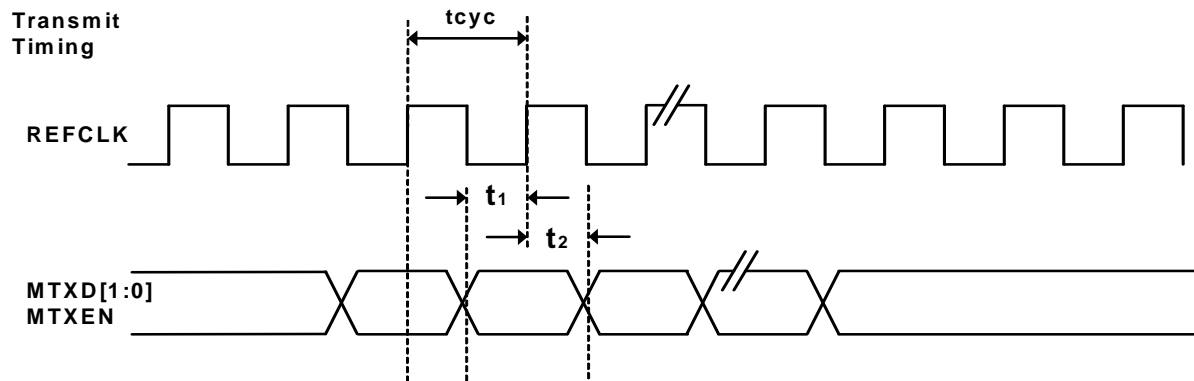 Transmit
Timing
tcyc
REFCLK
t1
t2
MTXD[1:0]
MTXEN